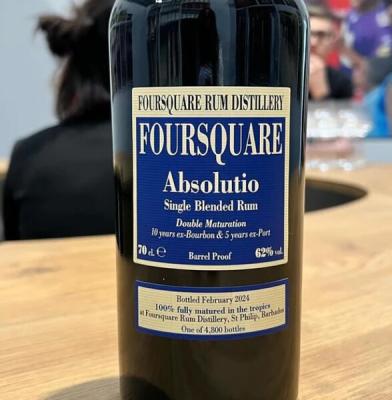 FOURSQUARE RUM DISTILLERY
FOURSQUARE
Absolutio
Single Blended Rum
Double Maturation
10 years ex-Bourbon & 5 years ex-Port
70 cl. ℮ 62% vol.
Barrel Proof
Bottled February 2024
100% fully matured in the tropics
at Foursquare Rum Distillery, St Philip, Barbados
One of 4,800 bottles